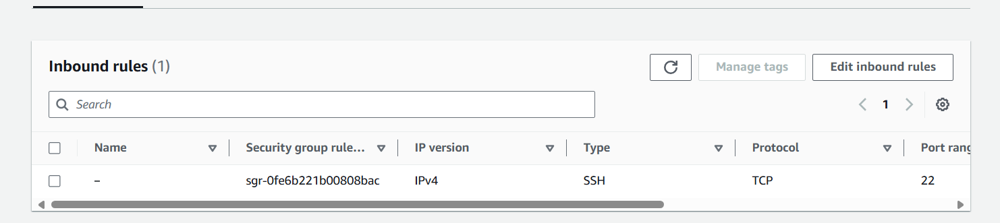 Inbound rules (1)
Manage tags
Edit inbound rules
Search
1
Name
Security group rule...
IP version
Type
Protocol
Port rang
–
sgr-0fe6b221b00808bac
IPv4
SSH
TCP
22